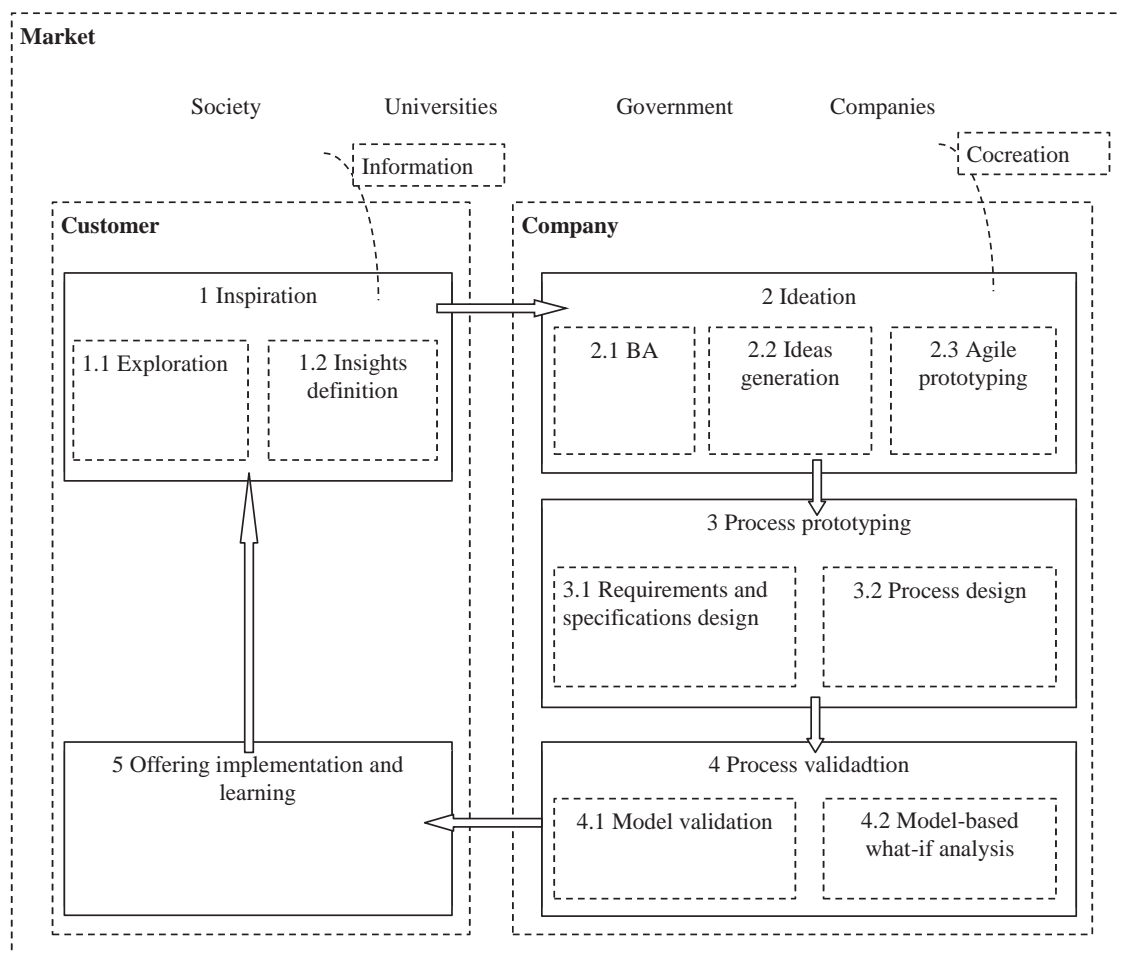 Market
Society Universities Government Companies
Information
Cocreation
Customer
Company
1 Inspiration
1.1 Exploration
1.2 Insights
definition
2 Ideation
2.1 BA
2.2 Ideas
generation
2.3 Agile
prototyping
3 Process prototyping
3.1 Requirements and
specifications design
3.2 Process design
4 Process validadtion
4.1 Model validation
4.2 Model-based
what-if analysis
5 Offering implementation and
learning